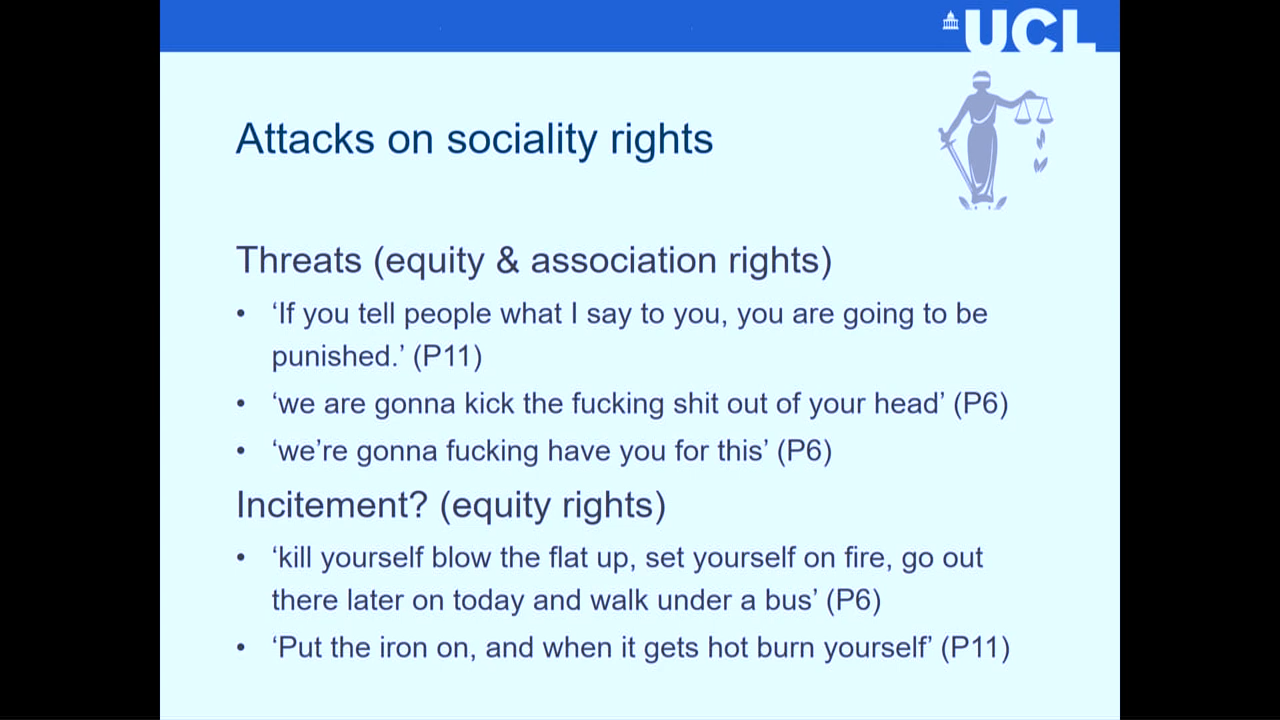 UCL
Attacks on sociality rights
Threats (equity & association rights)
• ‘If you tell people what I say to you, you are going to be
punished.’ (P11)
• ‘we are gonna kick the fucking shit out of your head’ (P6)
• ‘we’re gonna fucking have you for this’ (P6)
Incitement? (equity rights)
• ‘kill yourself blow the flat up, set yourself on fire, go out
there later on today and walk under a bus’ (P6)
• ‘Put the iron on, and when it gets hot burn yourself’ (P11)